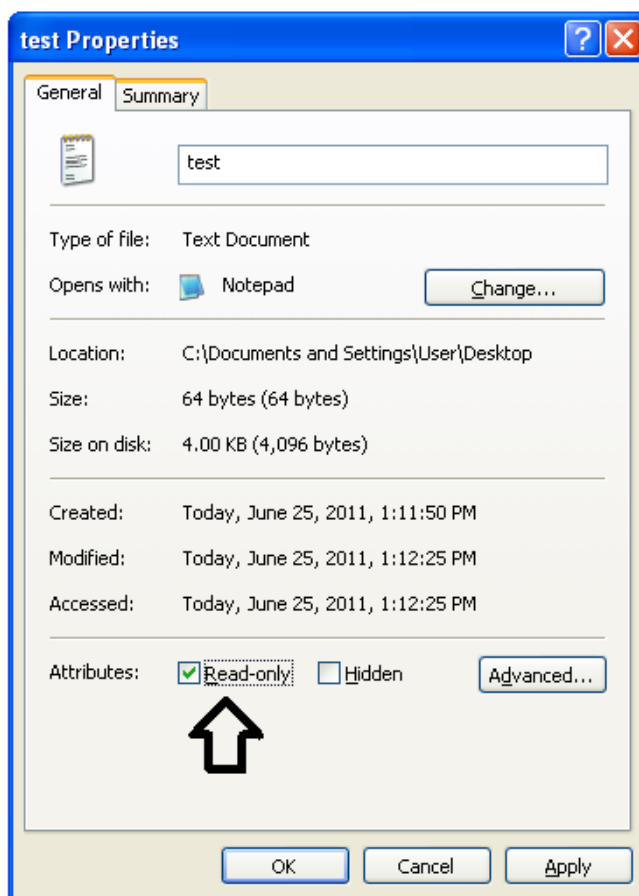 test Properties
General Summary
test
Type of file: Text Document
Opens with: Notepad Change...
Location: C:\Documents and Settings\User\Desktop
Size: 64 bytes (64 bytes)
Size on disk: 4.00 KB (4,096 bytes)
Created: Today, June 25, 2011, 1:11:50 PM
Modified: Today, June 25, 2011, 1:12:25 PM
Accessed: Today, June 25, 2011, 1:12:25 PM
Attributes: Read-only Hidden Advanced...
OK Cancel Apply